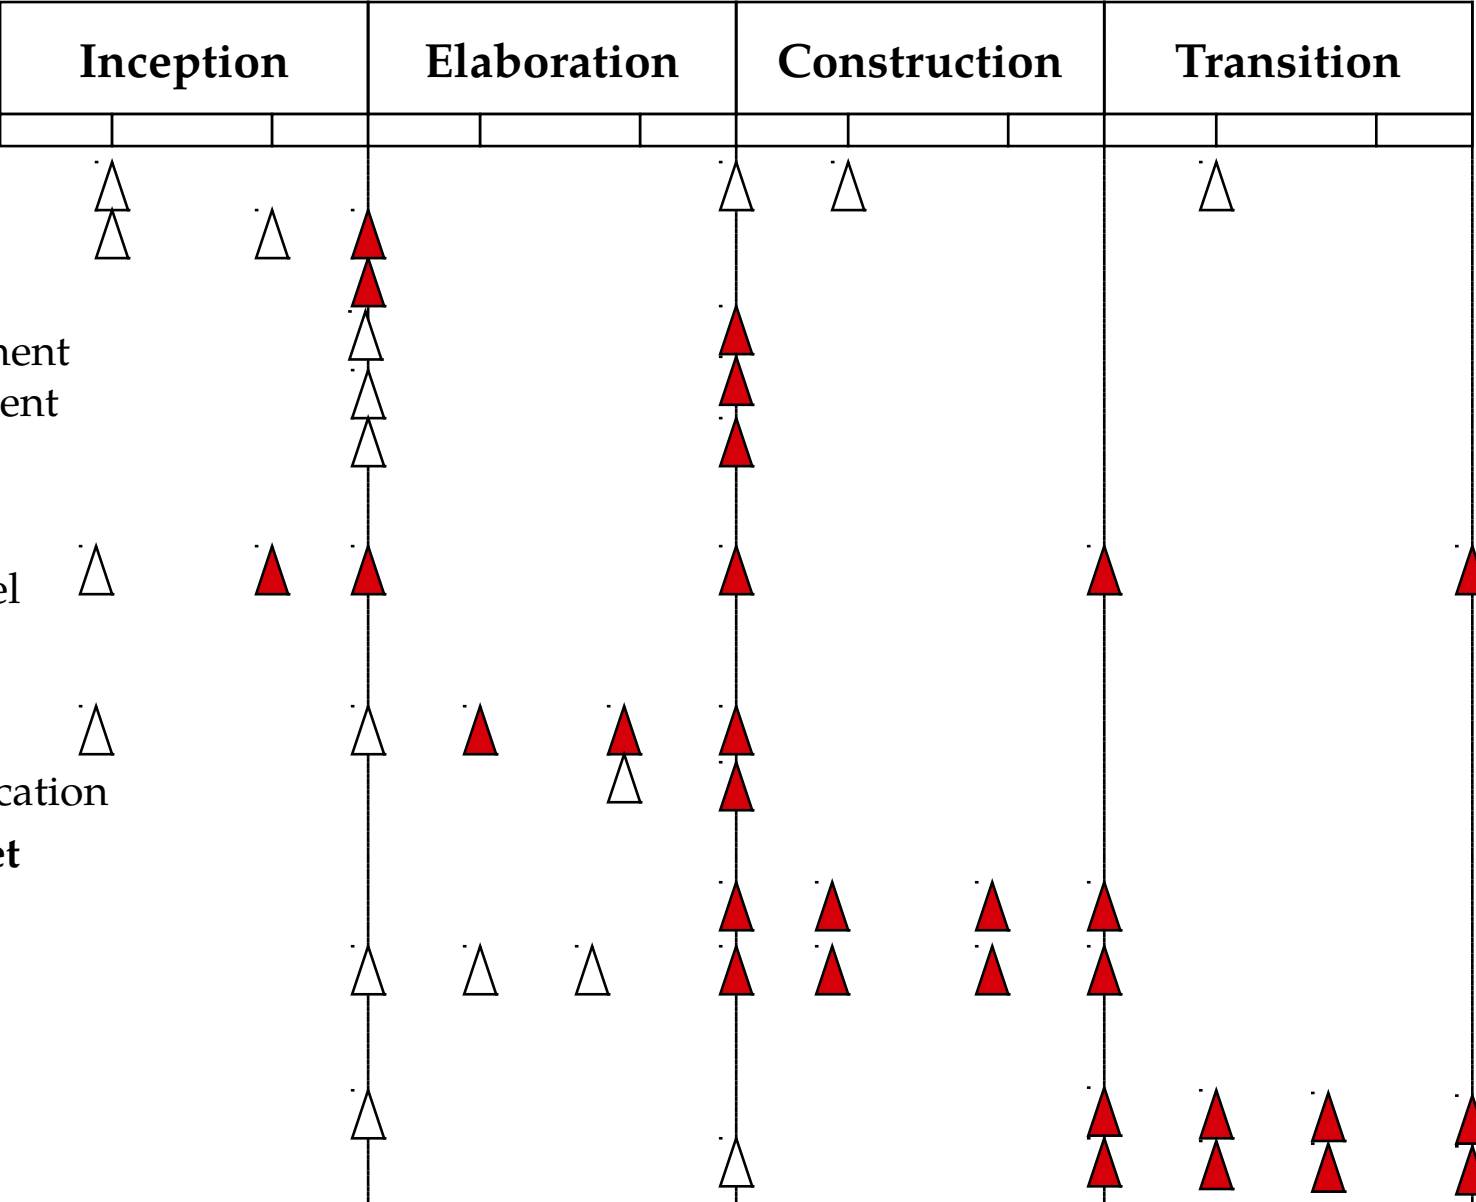 Inception Elaboration Construction Transition
nent
ent
el
cation
et